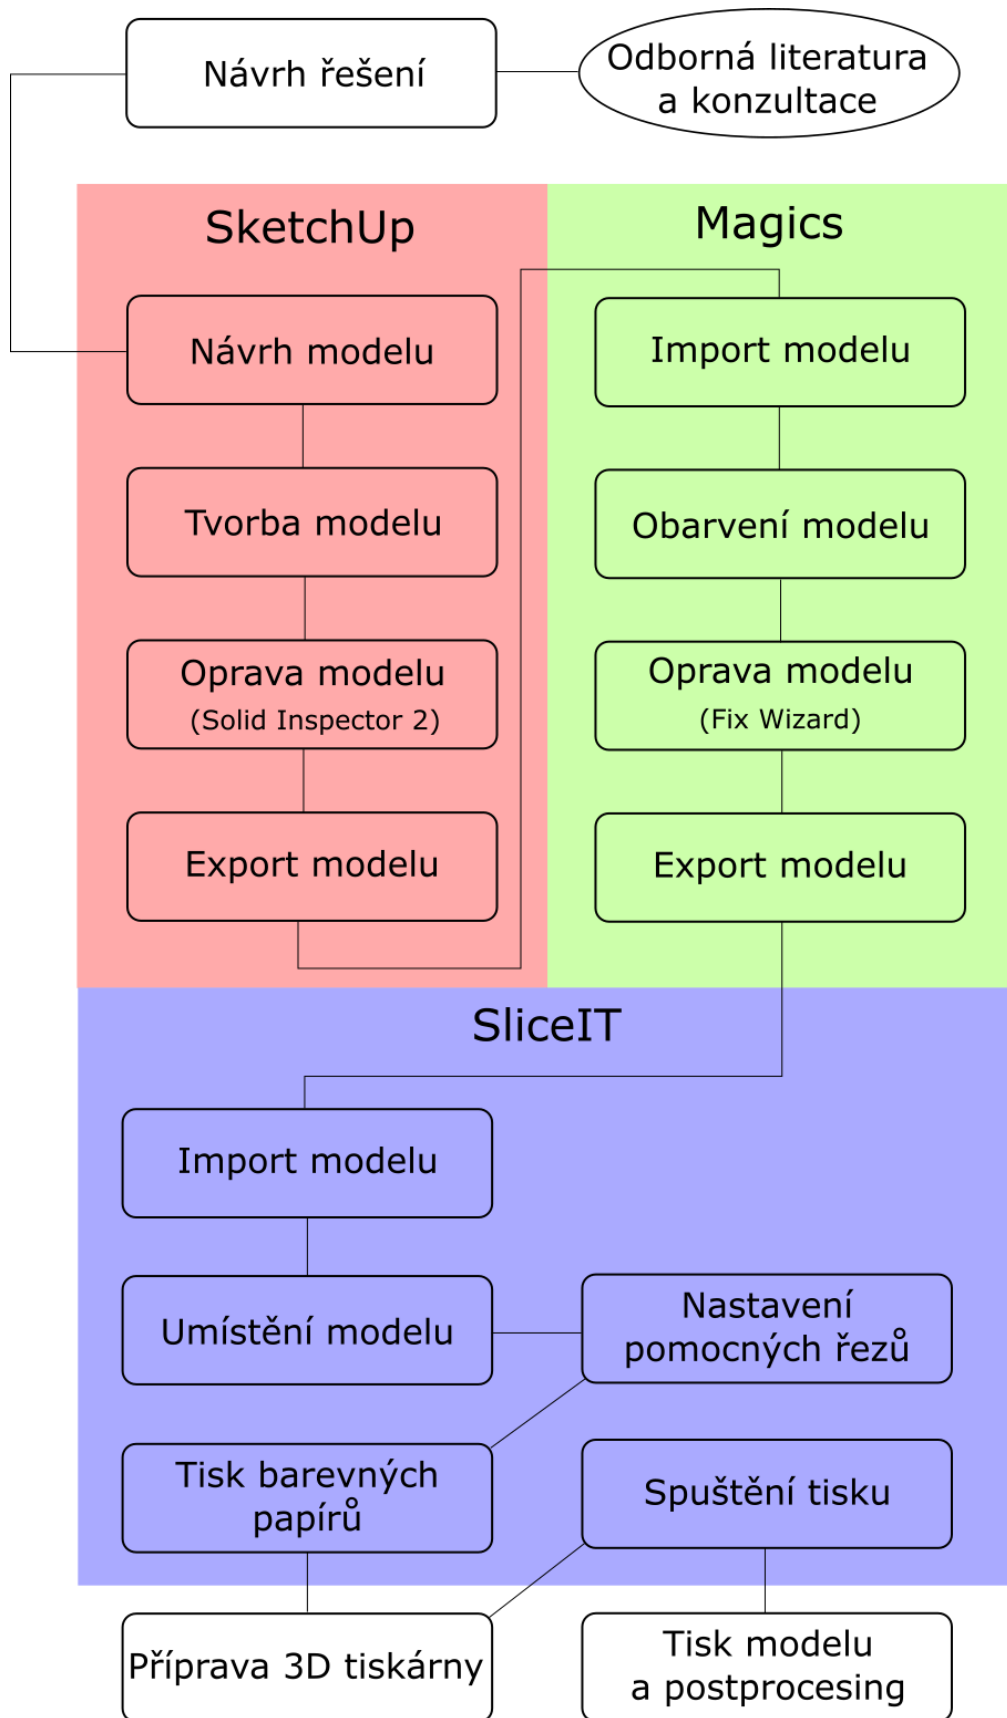 Návrh řešení
Odborná literatura
a konzultace
SketchUp
Návrh modelu
Tvorba modelu
Oprava modelu
(Solid Inspector 2)
Export modelu
Magics
Import modelu
Obarvení modelu
Oprava modelu
(Fix Wizard)
Export modelu
SliceIT
Import modelu
Umístění modelu
Nastavení
pomocných řezů
Tisk barevných
papírů
Spuštění tisku
Příprava 3D tiskárny
Tisk modelu
a postprocesing